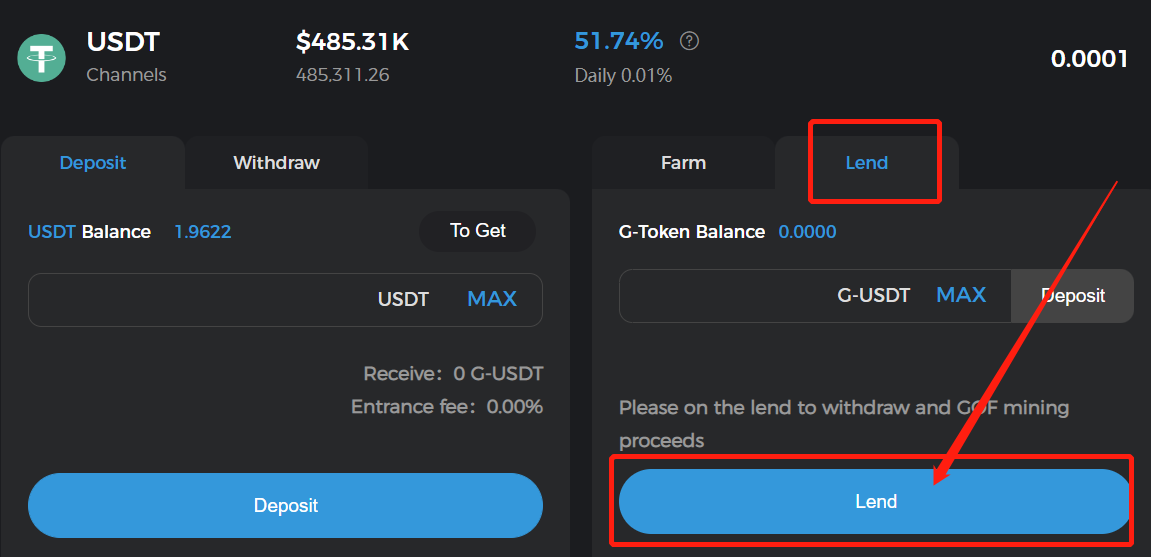 USDT $485.31K 51.74% ? 0.0001
Channels 485,311.26 Daily 0.01%
Deposit Withdraw
USDT Balance 1.9622 To Get
USDT MAX
Receive: 0 G-USDT
Entrance fee: 0.00%
Deposit
Farm Lend
G-Token Balance 0.0000
G-USDT MAX Deposit
Please on the lend to withdraw and GOF mining
proceeds
Lend